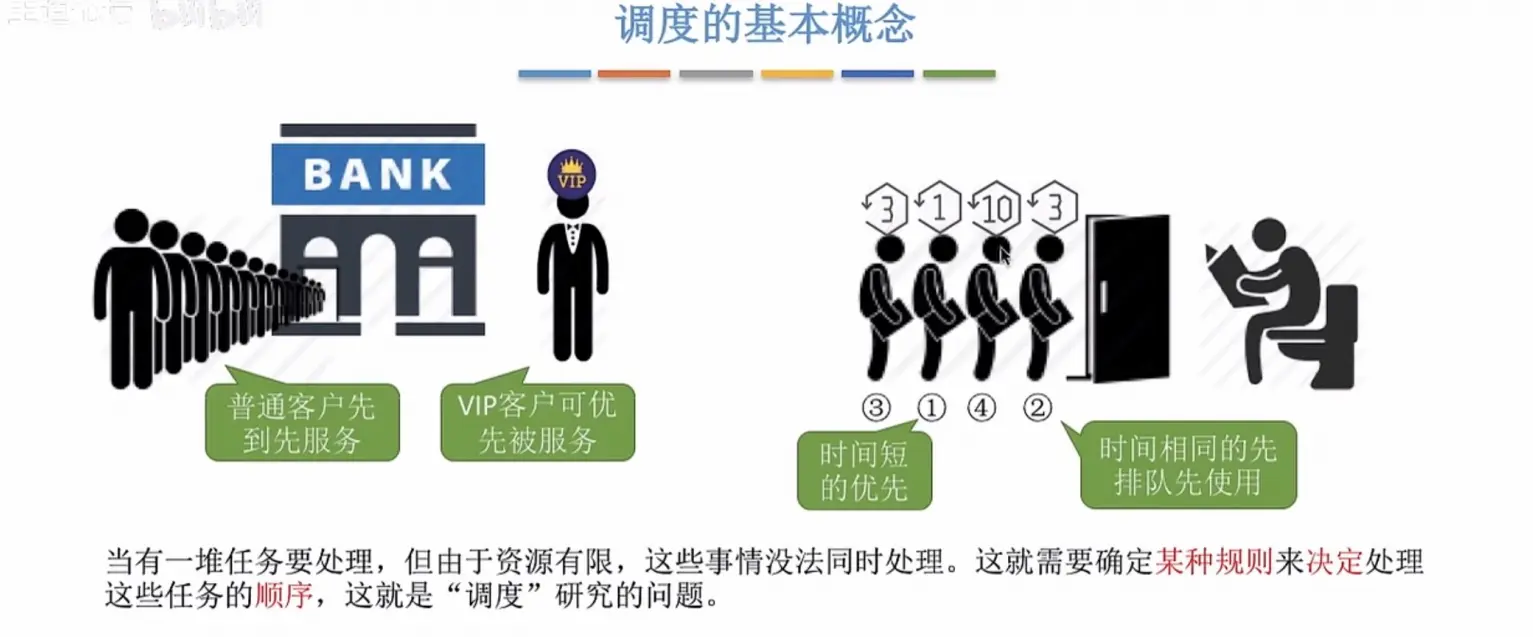 调度的基本概念
BANK
VIP
3 1 10 3
③ ① ④ ②
普通客户先
到先服务
VIP客户可优
先被服务
时间短
的优先
时间相同的先
排队先使用
当有一堆任务要处理，但由于资源有限，这些事情没法同时处理。这就需要确定某种规则来决定处理
这些任务的顺序，这就是“调度”研究的问题。